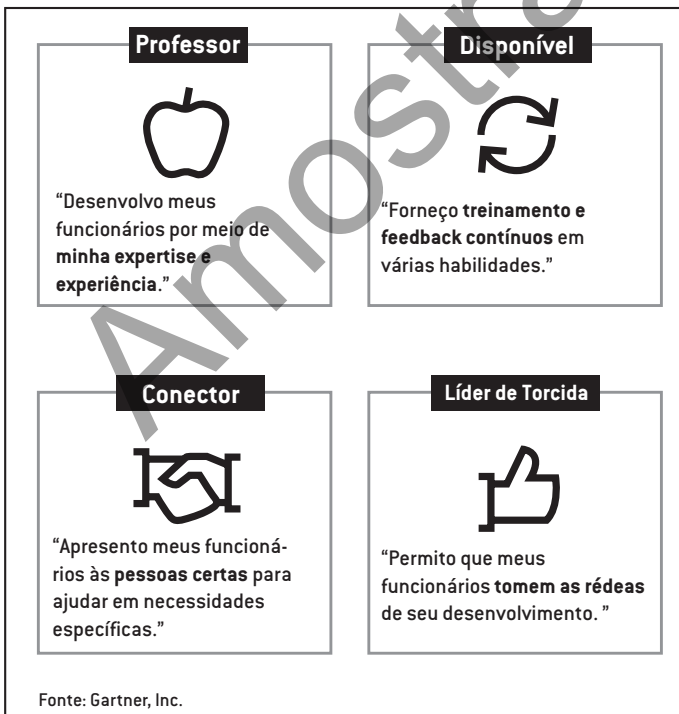 Professor
“Desenvolvo meus
funcionários por meio de
minha expertise e
experiência.”
Disponível
“Forneço treinamento e
feedback contínuos em
várias habilidades.”
Conector
“Apresento meus funcioná-
rios às pessoas certas para
ajudar em necessidades
específicas.”
Líder de Torcida
“Permito que meus
funcionários tomem as rédeas
de seu desenvolvimento. ”
Fonte: Gartner, Inc.
Amostra